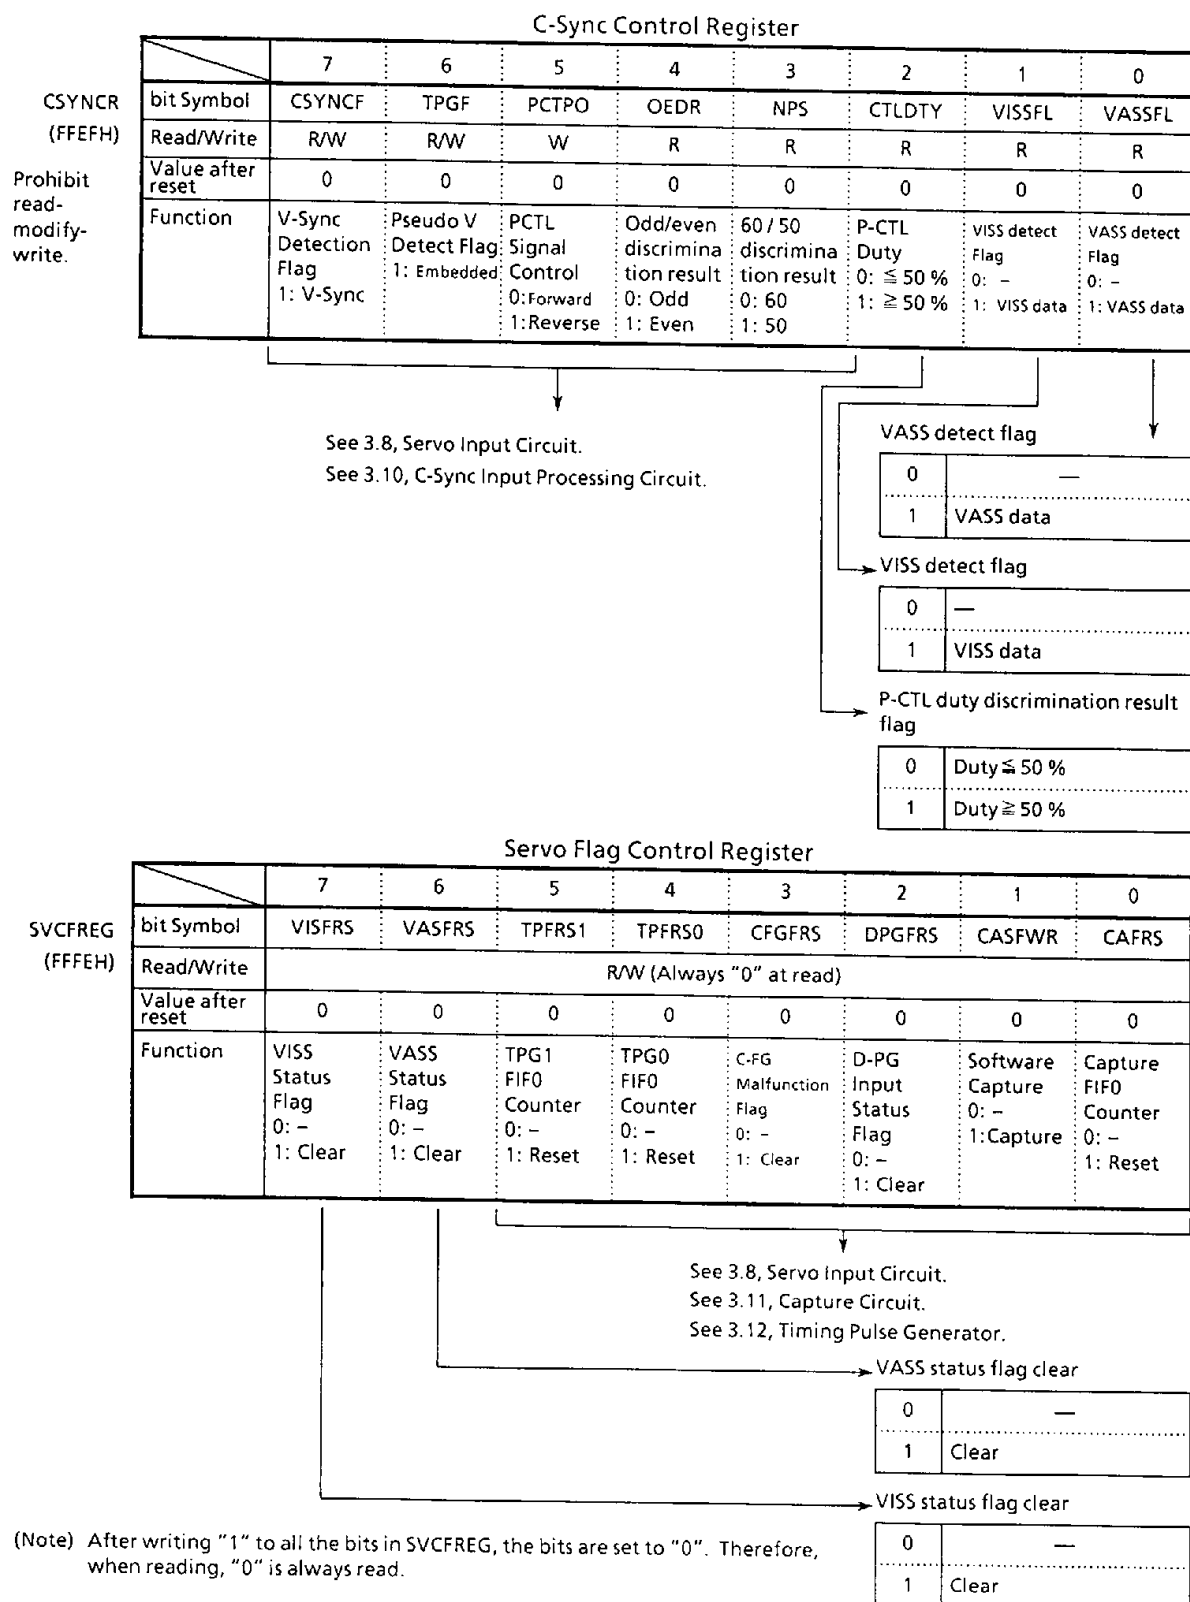 C-Sync Control Register
7 6 5 4 3 2 1 0
CSYNCR
(FFEFH)
Prohibit
read-
modify-
write.
bit Symbol CSYNCF TPGF PCTPO OEDR NPS CTLDTY VISSFL VASSFL
Read/Write R/W R/W W R R R R R
Value after
reset 0 0 0 0 0 0 0 0
Function
V-Sync
Detection
Flag
1: V-Sync
Pseudo V
Detect Flag
1: Embedded
PCTL
Signal
Control
0:Forward
1:Reverse
Odd/even
discrimina
tion result
0: Odd
1: Even
60 / 50
discrimina
tion result
0: 60
1: 50
P-CTL
Duty
0: ≦ 50 %
1: ≧ 50 %
VISS detect
Flag
0: –
1: VISS data
VASS detect
Flag
0: –
1: VASS data
See 3.8, Servo Input Circuit.
See 3.10, C-Sync Input Processing Circuit.
VASS detect flag
0 —
1 VASS data
VISS detect flag
0 —
1 VISS data
P-CTL duty discrimination result
flag
0 Duty ≦ 50 %
1 Duty ≧ 50 %
Servo Flag Control Register
7 6 5 4 3 2 1 0
SVCFREG
(FFFEH)
bit Symbol VISFRS VASFRS TPFRS1 TPFRS0 CFGFRS DPGFRS CASFWR CAFRS
Read/Write R/W (Always "0" at read)
Value after
reset 0 0 0 0 0 0 0 0
Function
VISS
Status
Flag
0: –
1: Clear
VASS
Status
Flag
0: –
1: Clear
TPG1
FIF0
Counter
0: –
1: Reset
TPG0
FIF0
Counter
0: –
1: Reset
C-FG
Malfunction
Flag
0: –
1: Clear
D-PG
Input
Status
Flag
0: –
1: Clear
Software
Capture
0: –
1:Capture
Capture
FIF0
Counter
0: –
1: Reset
See 3.8, Servo Input Circuit.
See 3.11, Capture Circuit.
See 3.12, Timing Pulse Generator.
VASS status flag clear
0 —
1 Clear
VISS status flag clear
0 —
1 Clear
(Note) After writing "1" to all the bits in SVCFREG, the bits are set to "0". Therefore,
when reading, "0" is always read.